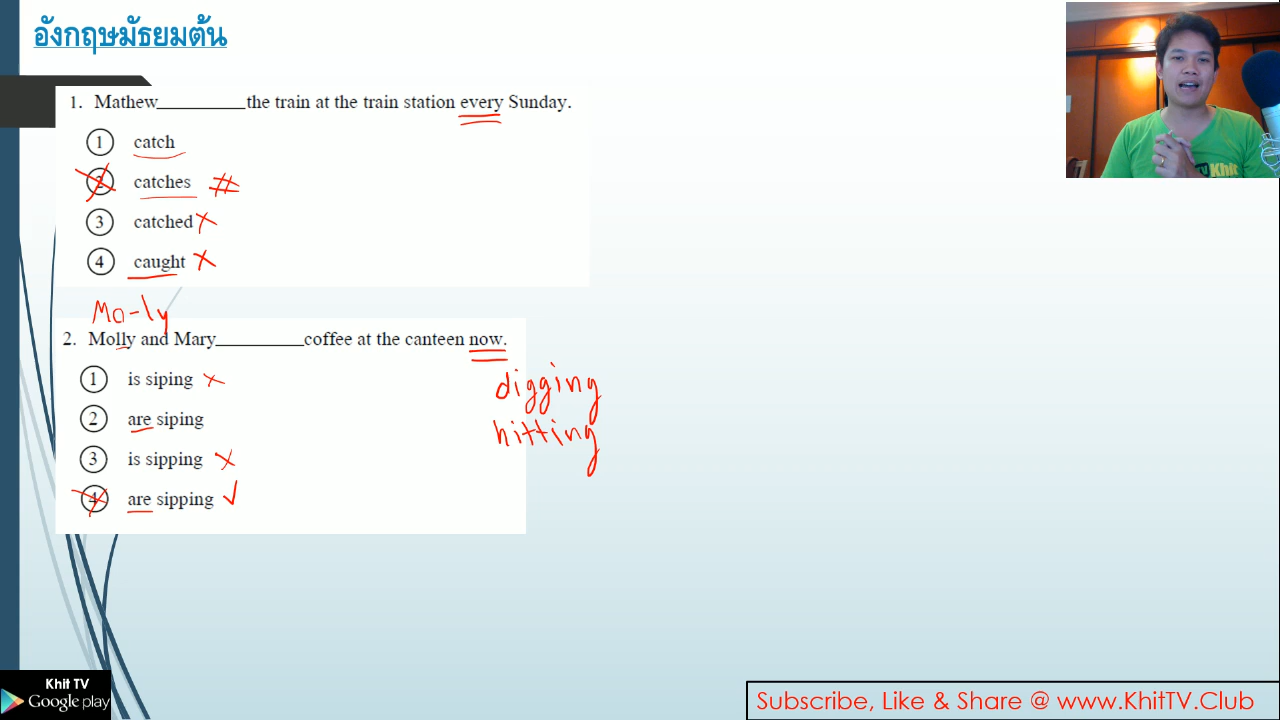 อังกฤษมัธยมต้น
1. Mathew_________the train at the train station every Sunday.
1 catch
2 catches #
3 catched ×
4 caught ×
Mo-ly
2. Molly and Mary_________coffee at the canteen now.
1 is siping ×
2 are siping
3 is sipping ×
4 are sipping ✓
digging
hitting
Khit
Khit TV
Google play
Subscribe, Like & Share @ www.KhitTV.Club